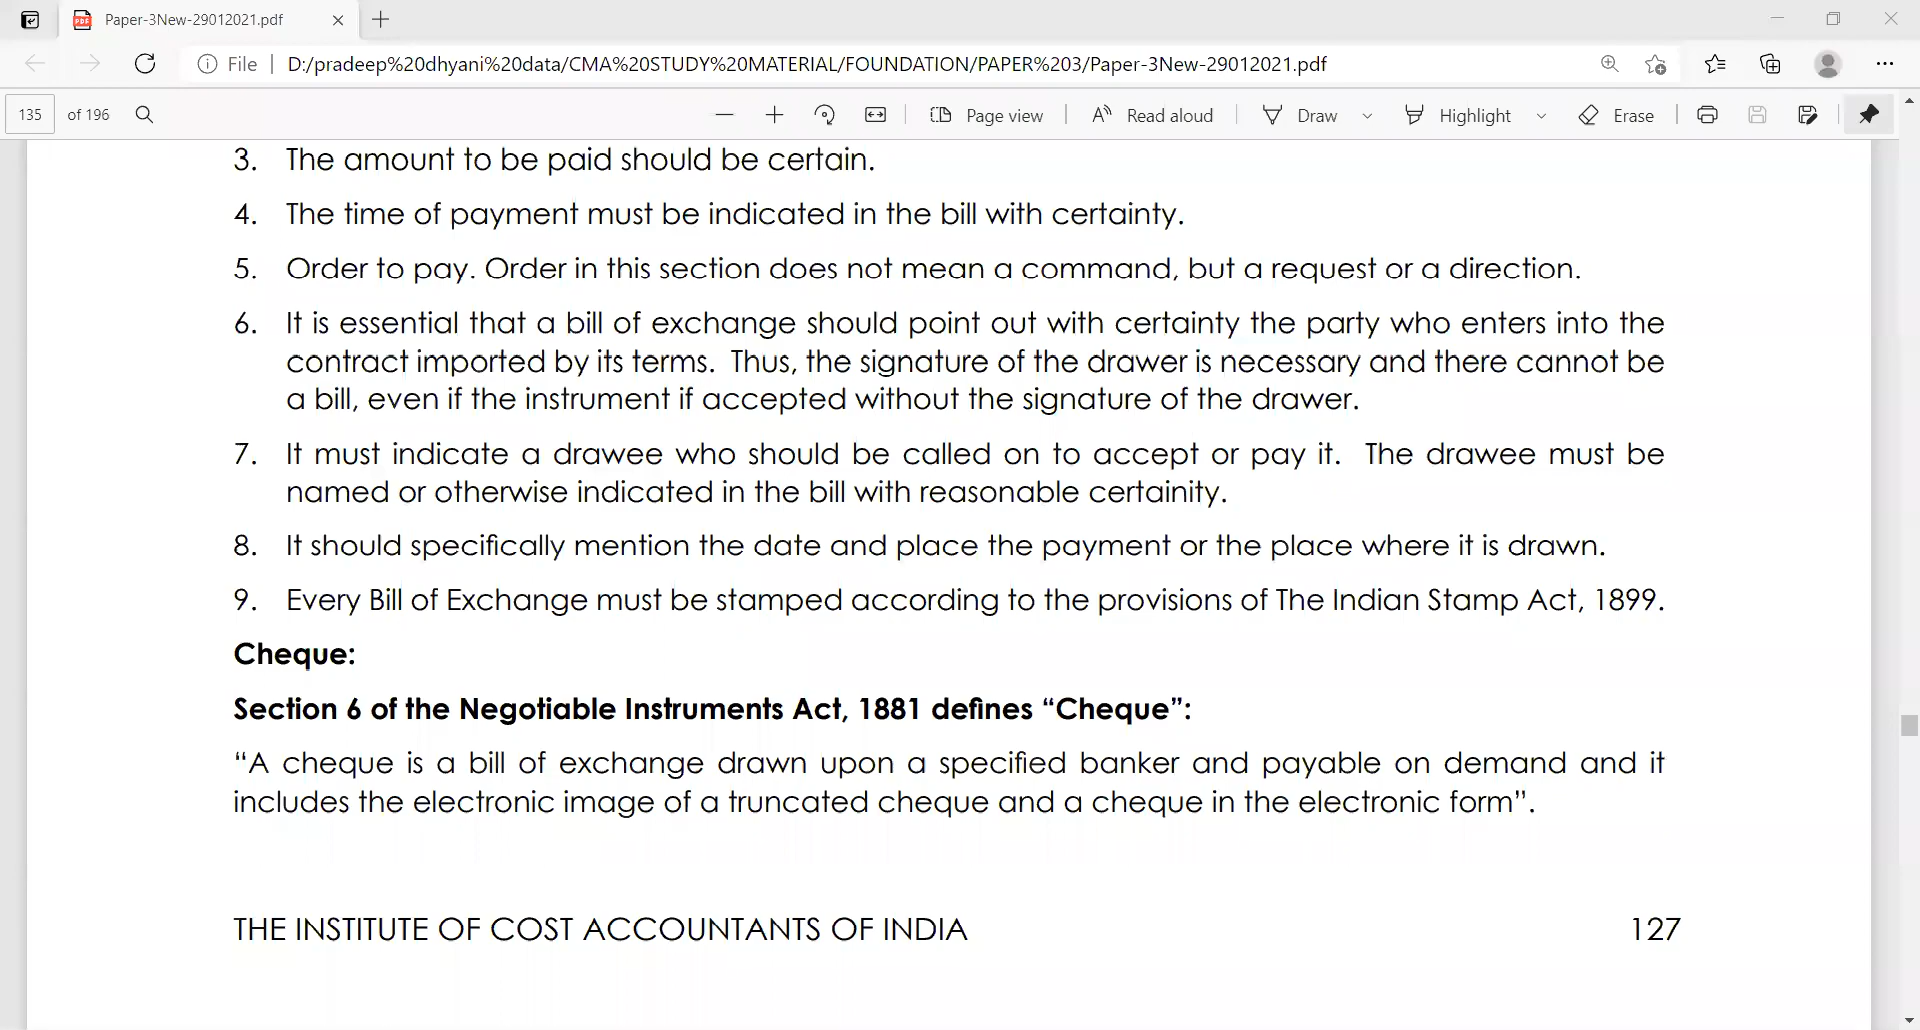 Paper-3New-29012021.pdf
File
D:/pradeep%20dhyani%20data/CMA%20STUDY%20MATERIAL/FOUNDATION/PAPER%203/Paper-3New-29012021.pdf
135 of 196
Page view
Read aloud
Draw
Highlight
Erase
3. The amount to be paid should be certain.
4. The time of payment must be indicated in the bill with certainty.
5. Order to pay. Order in this section does not mean a command, but a request or a direction.
6. It is essential that a bill of exchange should point out with certainty the party who enters into the
contract imported by its terms. Thus, the signature of the drawer is necessary and there cannot be
a bill, even if the instrument if accepted without the signature of the drawer.
7. It must indicate a drawee who should be called on to accept or pay it. The drawee must be
named or otherwise indicated in the bill with reasonable certainity.
8. It should specifically mention the date and place the payment or the place where it is drawn.
9. Every Bill of Exchange must be stamped according to the provisions of The Indian Stamp Act, 1899.
Cheque:
Section 6 of the Negotiable Instruments Act, 1881 defines “Cheque”:
“A cheque is a bill of exchange drawn upon a specified banker and payable on demand and it
includes the electronic image of a truncated cheque and a cheque in the electronic form”.
THE INSTITUTE OF COST ACCOUNTANTS OF INDIA 127